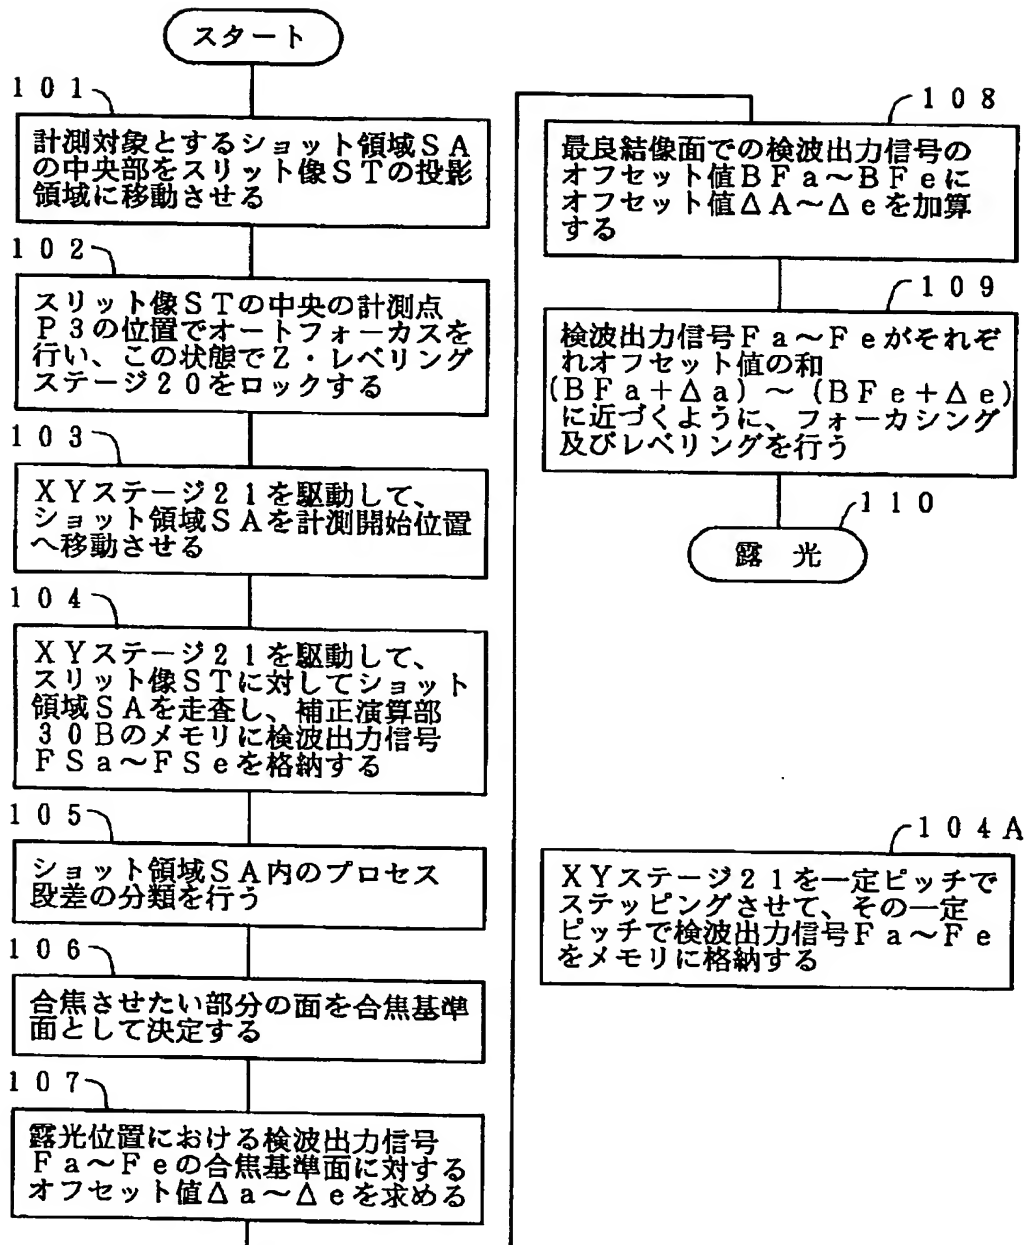 スタート
101
計測対象とするショット領域SA
の中央部をスリット像STの投影
領域に移動させる
102
スリット像STの中央の計測点
P3の位置でオートフォーカスを
行い、この状態でZ・レベリング
ステージ20をロックする
103
XYステージ21を駆動して、
ショット領域SAを計測開始位置
へ移動させる
104
XYステージ21を駆動して、
スリット像STに対してショット
領域SAを走査し、補正演算部
30Bのメモリに検波出力信号
FSa～FSeを格納する
105
ショット領域SA内のプロセス
段差の分類を行う
106
合焦させたい部分の面を合焦基準
面として決定する
107
露光位置における検波出力信号
Fa～Feの合焦基準面に対する
オフセット値Δa～Δeを求める
108
最良結像面での検波出力信号の
オフセット値BFa～BFeに
オフセット値ΔA～Δeを加算
する
109
検波出力信号Fa～Feがそれぞ
れオフセット値の和
(BFa+Δa)～(BFe+Δe)
に近づくように、フォーカシング
及びレベリングを行う
110
露 光
104A
XYステージ21を一定ピッチで
ステッピングさせて、その一定
ピッチで検波出力信号Fa～Fe
をメモリに格納する